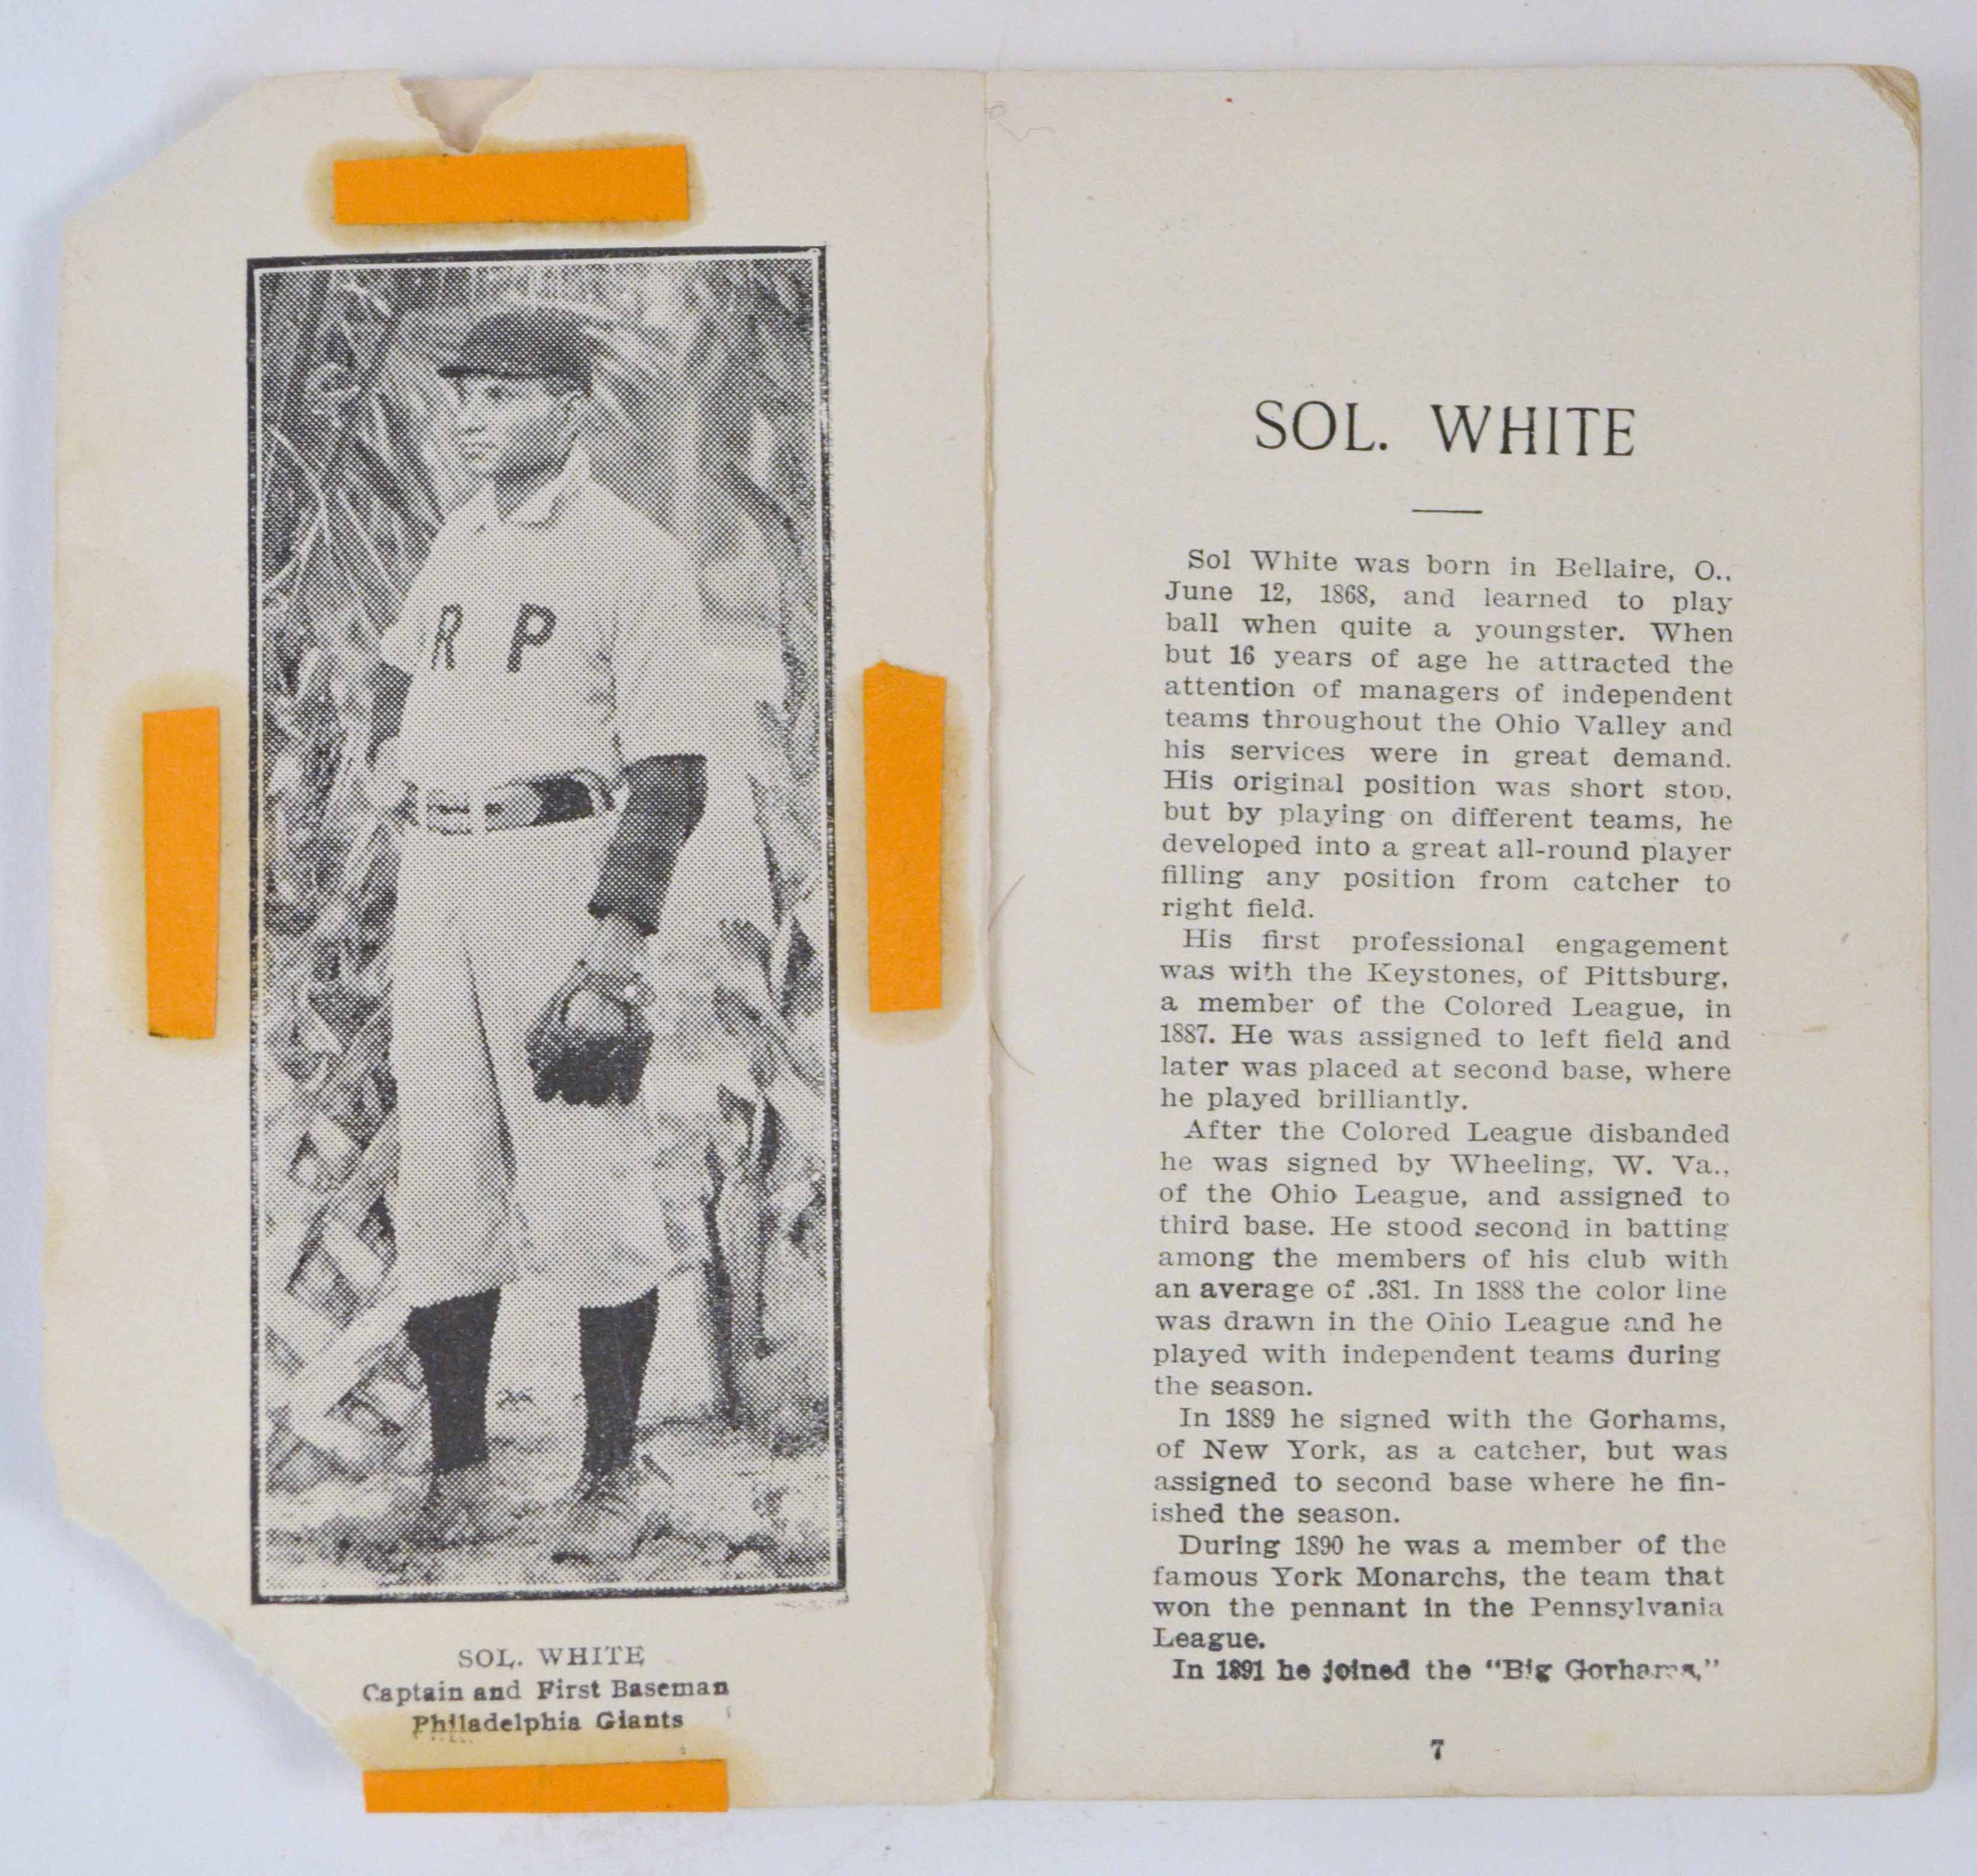 R P
SOL. WHITE
Captain and First Baseman
Philadelphia Giants
SOL. WHITE
Sol White was born in Bellaire, O.,
June 12, 1868, and learned to play
ball when quite a youngster. When
but 16 years of age he attracted the
attention of managers of independent
teams throughout the Ohio Valley and
his services were in great demand.
His original position was short stop,
but by playing on different teams, he
developed into a great all-round player
filling any position from catcher to
right field.
His first professional engagement
was with the Keystones, of Pittsburg,
a member of the Colored League, in
1887. He was assigned to left field and
later was placed at second base, where
he played brilliantly.
After the Colored League disbanded
he was signed by Wheeling, W. Va.,
of the Ohio League, and assigned to
third base. He stood second in batting
among the members of his club with
an average of .381. In 1888 the color line
was drawn in the Ohio League and he
played with independent teams during
the season.
In 1889 he signed with the Gorhams,
of New York, as a catcher, but was
assigned to second base where he fin-
ished the season.
During 1890 he was a member of the
famous York Monarchs, the team that
won the pennant in the Pennsylvania
League.
In 1891 he joined the "Big Gorhams,"
7